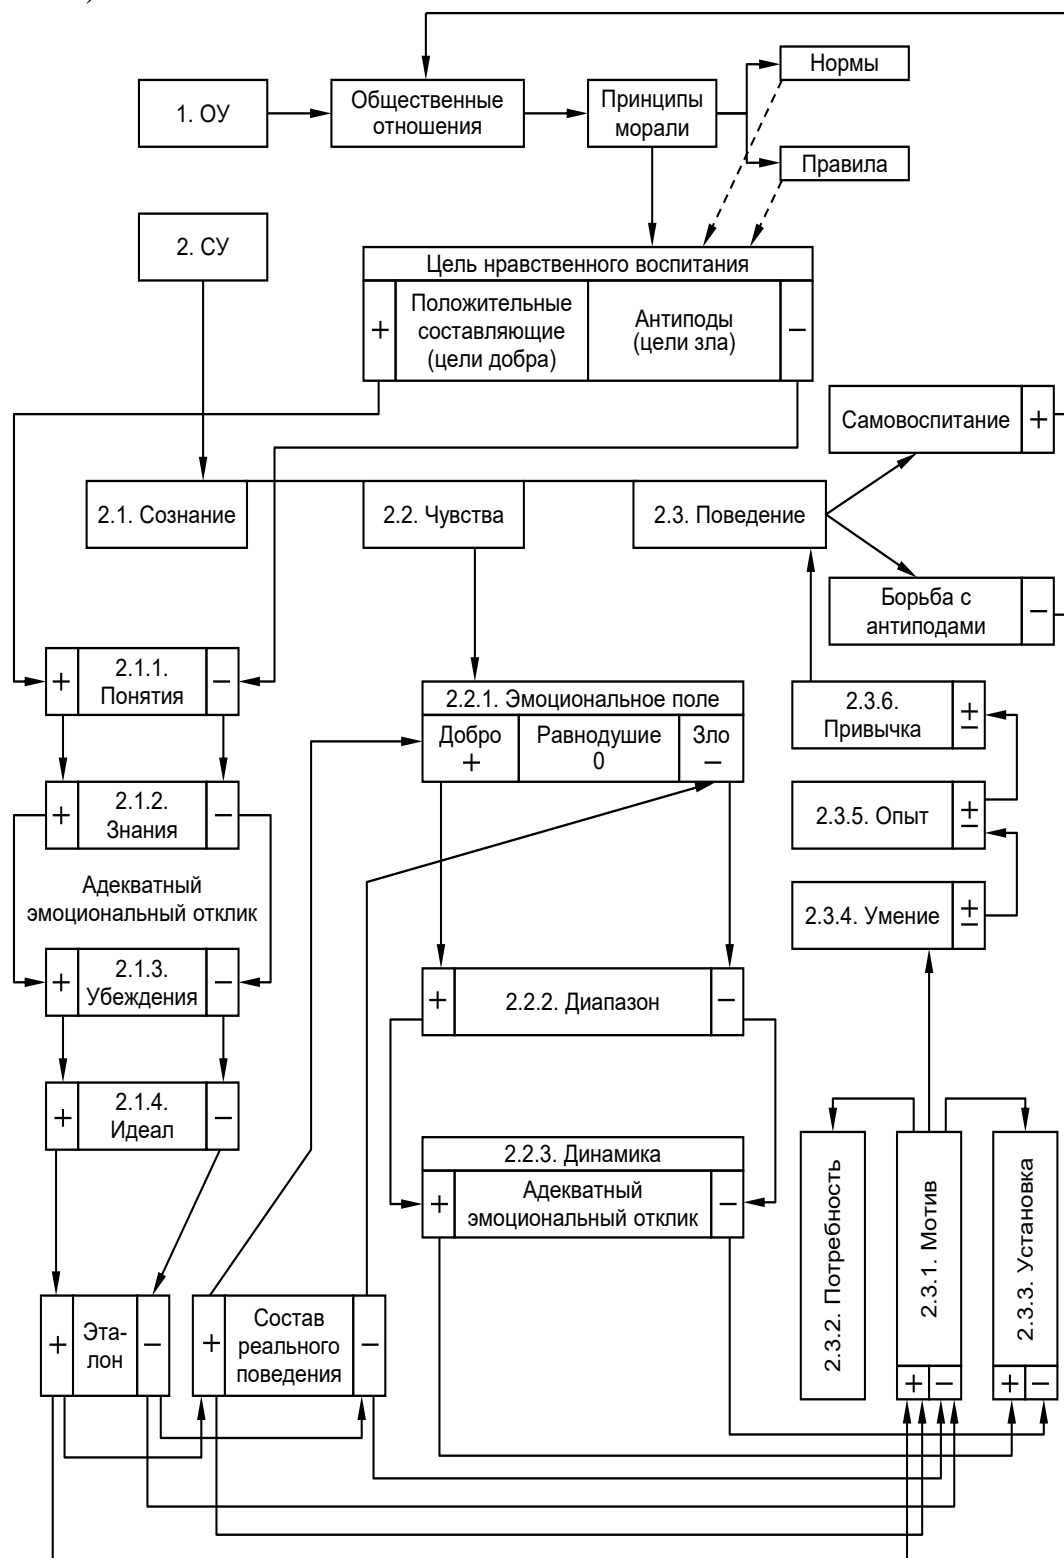 )
Нормы
1. ОУ
Общественные
отношения
Принципы
морали
Правила
2. СУ
Цель нравственного воспитания
+
Положительные
составляющие
(цели добра)
Антиподы
(цели зла)
−
Самовоспитание
+
2.1. Сознание
2.2. Чувства
2.3. Поведение
Борьба с
антиподами
−
+
2.1.1.
Понятия
−
2.2.1. Эмоциональное поле
Добро
+
Равнодушие
0
Зло
−
2.3.6.
Привычка
±
−
+
2.1.2.
Знания
−
2.3.5. Опыт
±
−
Адекватный
эмоциональный отклик
2.3.4. Умение
±
−
+
2.1.3.
Убеждения
−
+
2.2.2. Диапазон
−
+
2.1.4.
Идеал
−
2.2.3. Динамика
+
Адекватный
эмоциональный отклик
−
2.3.2. Потребность
2.3.1. Мотив
+ −
2.3.3. Установка
+ −
+
Эта-
лон
−
+
Состав
реального
поведения
−